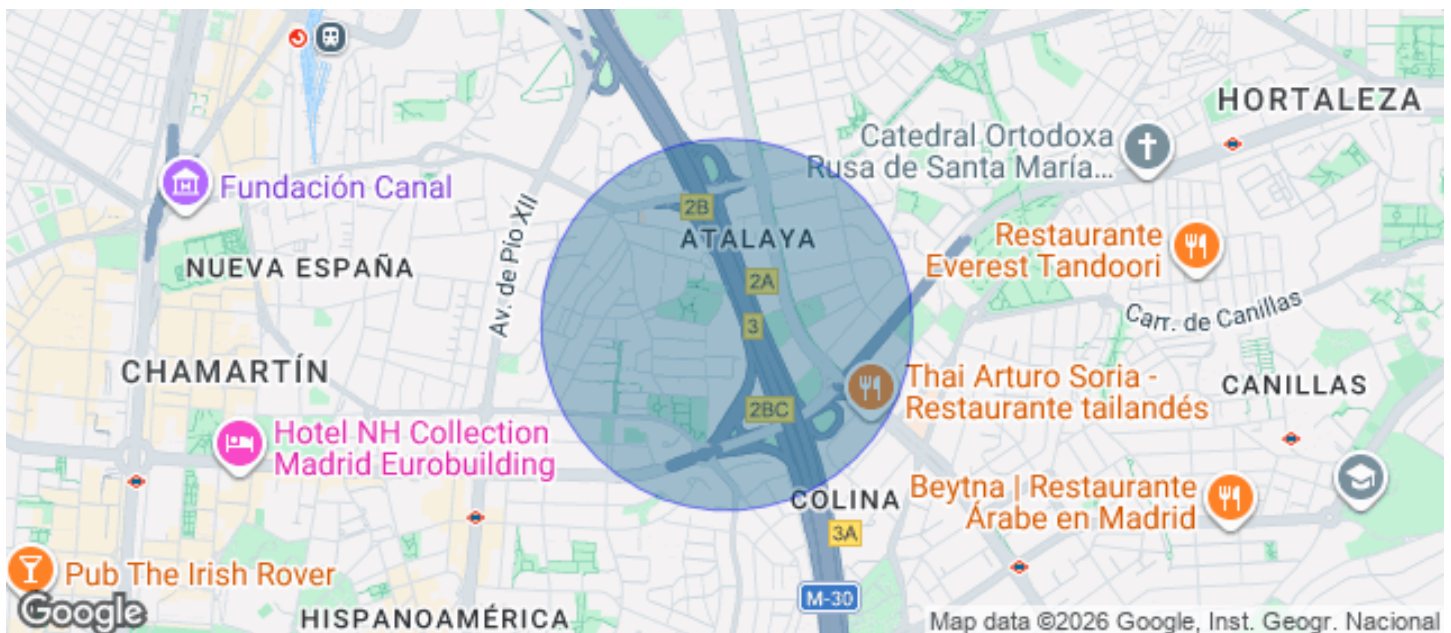 HORTALEZA
Catedral Ortodoxa
Rusa de Santa María...
Fundación Canal
2B
ATALAYA
Restaurante
Everest Tandoori
NUEVA ESPAÑA
Av. de Pío XII
2A
Carr. de Canillas
3
CHAMARTÍN
Thai Arturo Soria -
Restaurante tailandés
CANILLAS
2BC
Hotel NH Collection
Madrid Eurobuilding
COLINA
Beytna | Restaurante
Árabe en Madrid
3A
Pub The Irish Rover
M-30
Google
HISPANOAMÉRICA
Map data ©2026 Google, Inst. Geogr. Nacional